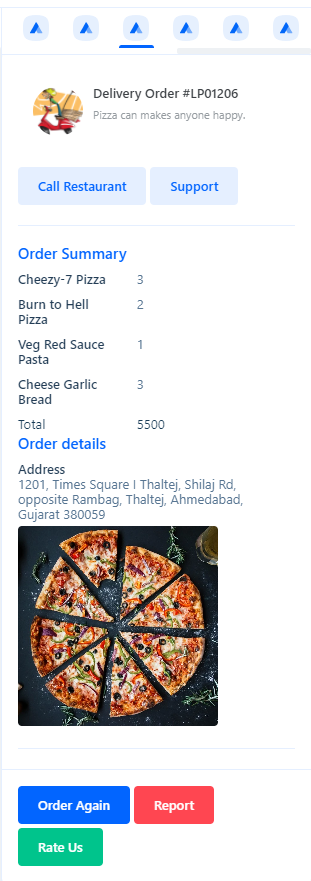 Delivery Order #LP01206
Pizza can makes anyone happy.
Call Restaurant Support
Order Summary
Cheezy-7 Pizza 3
Burn to Hell 2
Pizza
Veg Red Sauce 1
Pasta
Cheese Garlic 3
Bread
Total 5500
Order details
Address
1201, Times Square I Thaltej, Shilaj Rd,
opposite Rambag, Thaltej, Ahmedabad,
Gujarat 380059
Order Again Report
Rate Us